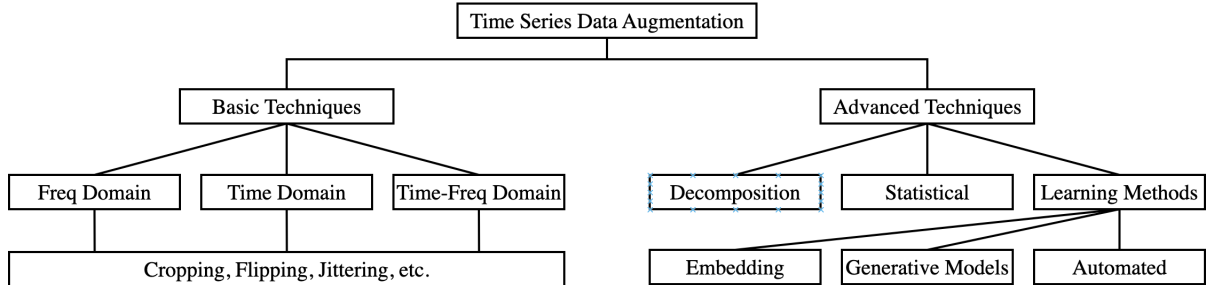 Time Series Data Augmentation
Basic Techniques
Advanced Techniques
Freq Domain
Time Domain
Time-Freq Domain
Decomposition
Statistical
Learning Methods
Cropping, Flipping, Jittering, etc.
Embedding
Generative Models
Automated